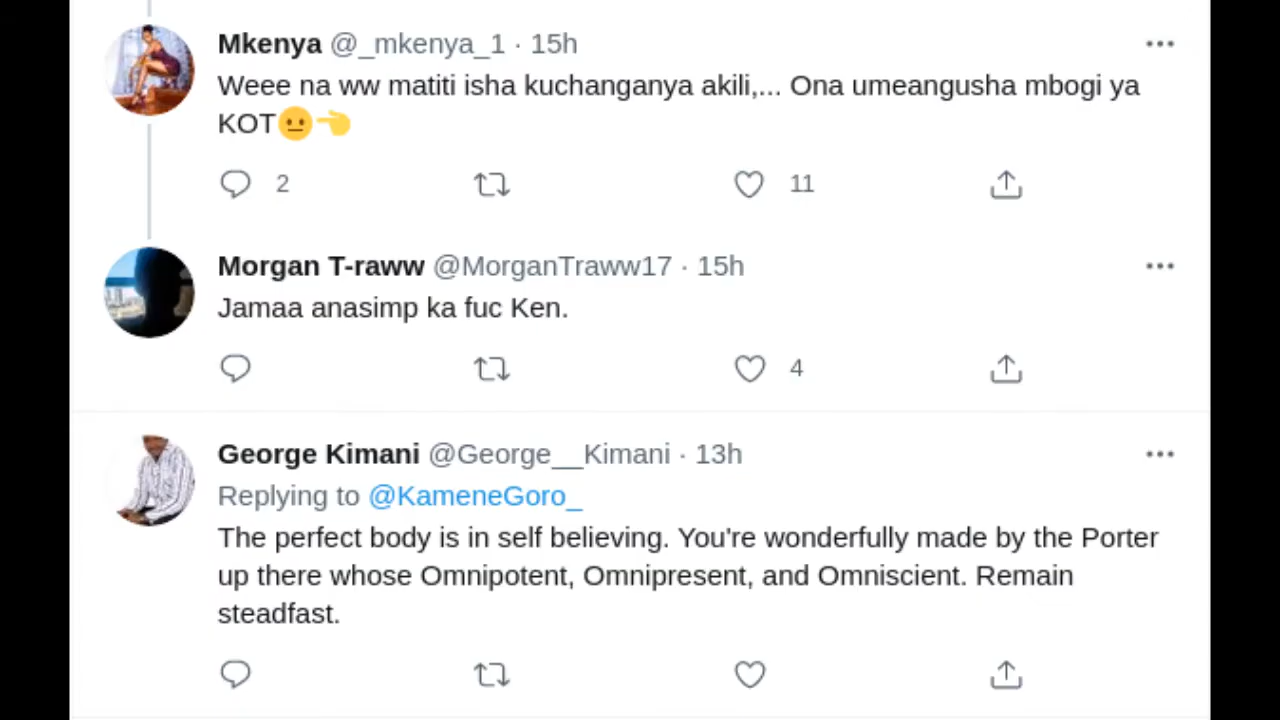 Mkenya @_mkenya_1 · 15h
Weee na ww matiti isha kuchanganya akili,... Ona umeangusha mbogi ya
KOT😐👈
2 11
Morgan T-raww @MorganTraww17 · 15h
Jamaa anasimp ka fuc Ken.
4
George Kimani @George__Kimani · 13h
Replying to @KameneGoro_
The perfect body is in self believing. You're wonderfully made by the Porter
up there whose Omnipotent, Omnipresent, and Omniscient. Remain
steadfast.